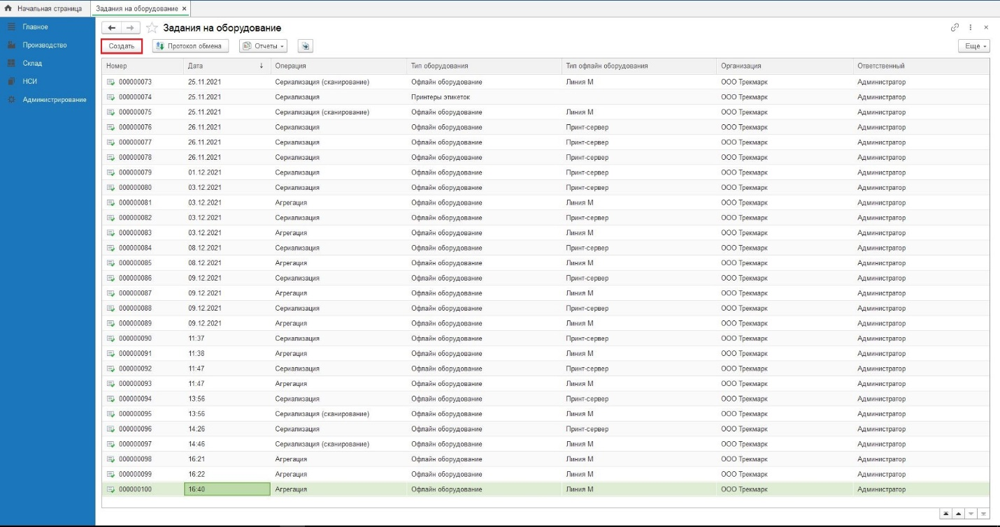 Начальная страница Задания на оборудование ×
Главное
Производство
Склад
НСИ
Администрирование
Задания на оборудование
Создать Протокол обмена Отчеты Еще
Номер Дата ↓ Операция Тип оборудования Тип офлайн оборудования Организация Ответственный
000000073 25.11.2021 Сериализация (сканирование) Офлайн оборудование Линия М ООО Трекмарк Администратор
000000074 25.11.2021 Сериализация Принтеры этикеток ООО Трекмарк Администратор
000000075 25.11.2021 Сериализация (сканирование) Офлайн оборудование Линия М ООО Трекмарк Администратор
000000076 26.11.2021 Сериализация Офлайн оборудование Принт-сервер ООО Трекмарк Администратор
000000077 26.11.2021 Сериализация Офлайн оборудование Принт-сервер ООО Трекмарк Администратор
000000078 26.11.2021 Сериализация Офлайн оборудование Принт-сервер ООО Трекмарк Администратор
000000079 01.12.2021 Сериализация Офлайн оборудование Принт-сервер ООО Трекмарк Администратор
000000080 03.12.2021 Сериализация Офлайн оборудование Принт-сервер ООО Трекмарк Администратор
000000081 03.12.2021 Агрегация Офлайн оборудование Линия М ООО Трекмарк Администратор
000000082 03.12.2021 Сериализация Офлайн оборудование Принт-сервер ООО Трекмарк Администратор
000000083 03.12.2021 Агрегация Офлайн оборудование Линия М ООО Трекмарк Администратор
000000084 08.12.2021 Сериализация Офлайн оборудование Принт-сервер ООО Трекмарк Администратор
000000085 08.12.2021 Агрегация Офлайн оборудование Линия М ООО Трекмарк Администратор
000000086 09.12.2021 Сериализация Офлайн оборудование Принт-сервер ООО Трекмарк Администратор
000000087 09.12.2021 Агрегация Офлайн оборудование Линия М ООО Трекмарк Администратор
000000088 09.12.2021 Сериализация Офлайн оборудование Принт-сервер ООО Трекмарк Администратор
000000089 09.12.2021 Агрегация Офлайн оборудование Линия М ООО Трекмарк Администратор
000000090 11:37 Сериализация Офлайн оборудование Принт-сервер ООО Трекмарк Администратор
000000091 11:38 Агрегация Офлайн оборудование Линия М ООО Трекмарк Администратор
000000092 11:47 Сериализация Офлайн оборудование Принт-сервер ООО Трекмарк Администратор
000000093 11:47 Агрегация Офлайн оборудование Линия М ООО Трекмарк Администратор
000000094 13:56 Сериализация Офлайн оборудование Принт-сервер ООО Трекмарк Администратор
000000095 13:56 Сериализация (сканирование) Офлайн оборудование Линия М ООО Трекмарк Администратор
000000096 14:26 Сериализация Офлайн оборудование Принт-сервер ООО Трекмарк Администратор
000000097 14:46 Сериализация (сканирование) Офлайн оборудование Линия М ООО Трекмарк Администратор
000000098 16:21 Агрегация Офлайн оборудование Линия М ООО Трекмарк Администратор
000000099 16:22 Агрегация Офлайн оборудование Линия М ООО Трекмарк Администратор
000000100 16:40 Агрегация Офлайн оборудование Линия М ООО Трекмарк Администратор